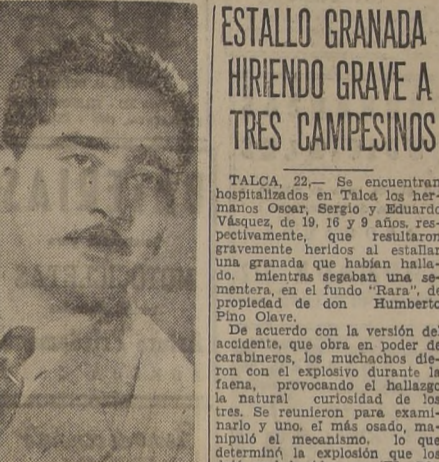 ESTALLO GRANADA
HIRIENDO GRAVE A
TRES CAMPESINOS
TALCA, 22,— Se encuentran
hospitalizados en Talca los her-
manos Oscar, Sergio y Eduardo
Vásquez, de 19, 16 y 9 años, res-
pectivamente, que resultaron
gravemente heridos al estallar
una granada que habían halla-
do, mientras segaban una se-
mentera, en el fundo "Rara", de
propiedad de don Humberto
Pino Olave.
De acuerdo con la versión del
accidente, que obra en poder de
carabineros, los muchachos die-
ron con el explosivo durante la
faena, provocando el hallazgo
la natural curiosidad de los
tres. Se reunieron para exami-
narlo y uno, el más osado, ma-
nipuló el mecanismo, lo que
determinó la explosión que los